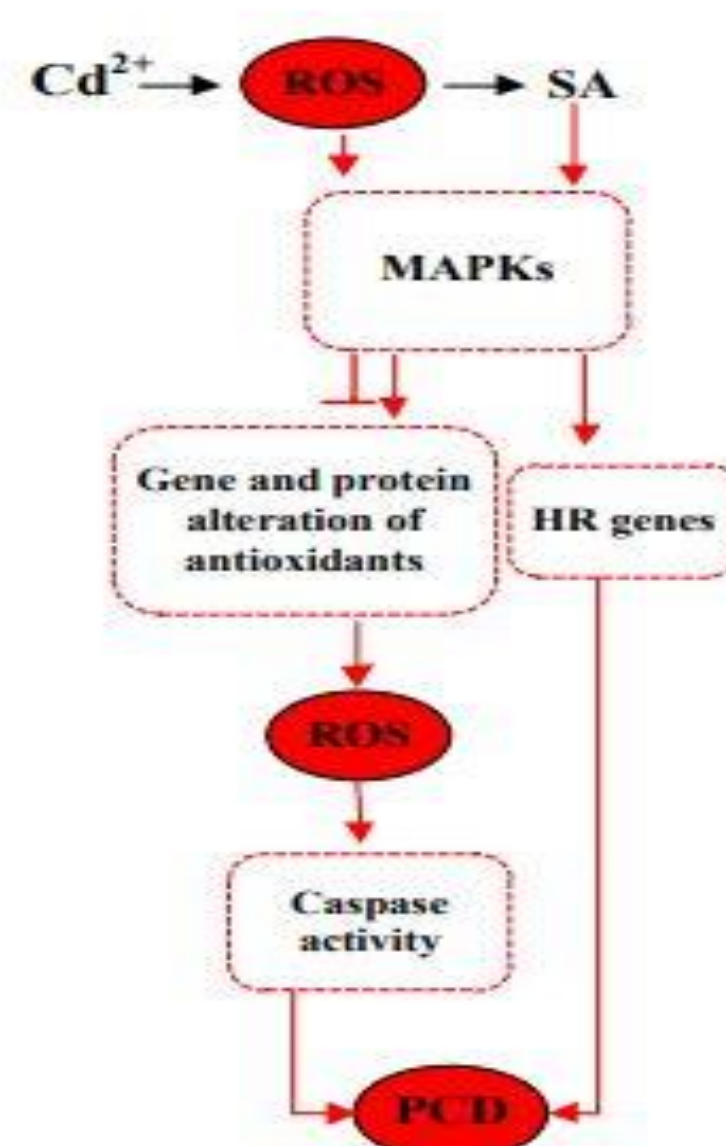 Cd²⁺ ROS SA
MAPKs
Gene and protein
alteration of
antioxidants
HR genes
ROS
Caspase
activity
PCD